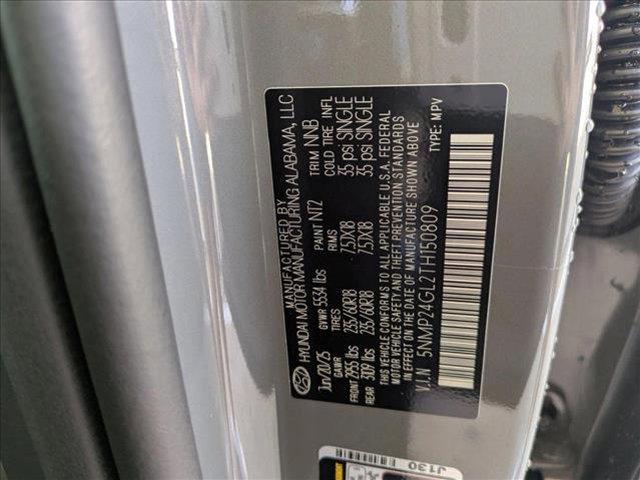 MANUFACTURED BY
HYUNDAI MOTOR MANUFACTURING ALABAMA, LLC
Jun/20/25 GVWR 5534 lbs PAINT NT2 TRIM NNB
GAWR TIRES RIMS COLD TIRE INFL
FRONT 2955 lbs 235/60R18 7.5JX18 35 psi SINGLE
REAR 3109 lbs 235/60R18 7.5JX18 35 psi SINGLE
THIS VEHICLE CONFORMS TO ALL APPLICABLE U.S.A. FEDERAL
MOTOR VEHICLE SAFETY AND THEFT PREVENTION STANDARDS
IN EFFECT ON THE DATE OF MANUFACTURE SHOWN ABOVE
V.I.N 5NMP24GL2TH150809 TYPE: MPV
J130